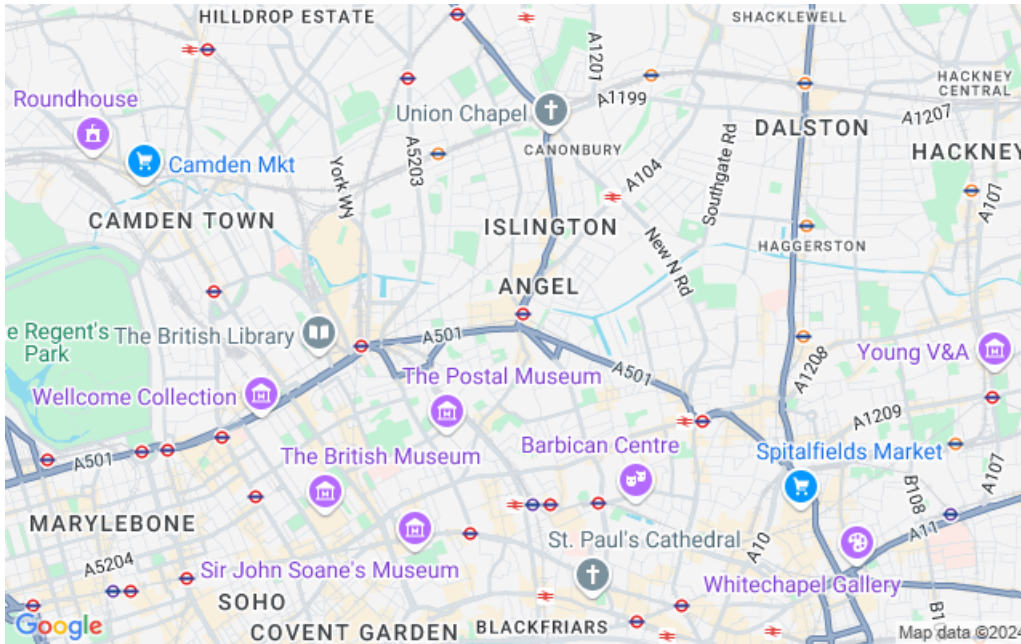 HILLDROP ESTATE
SHACKLEWELL
A1201
HACKNEY
CENTRAL
Roundhouse
Union Chapel
A1199
A1207
DALSTON
Camden Mkt
York Wy
A5203
CANONBURY
A104
Southgate Rd
HACKNEY
A107
CAMDEN TOWN
ISLINGTON
New N Rd
HAGGERSTON
ANGEL
e Regent's
Park
The British Library
A501
A501
A1208
Young V&A
Wellcome Collection
The Postal Museum
A1209
A501
The British Museum
Barbican Centre
Spitalfields Market
A107
B108
MARYLEBONE
A10
A11
St. Paul's Cathedral
A5204
Sir John Soane's Museum
Whitechapel Gallery
SOHO
COVENT GARDEN
BLACKFRIARS
Google
Map data ©2024